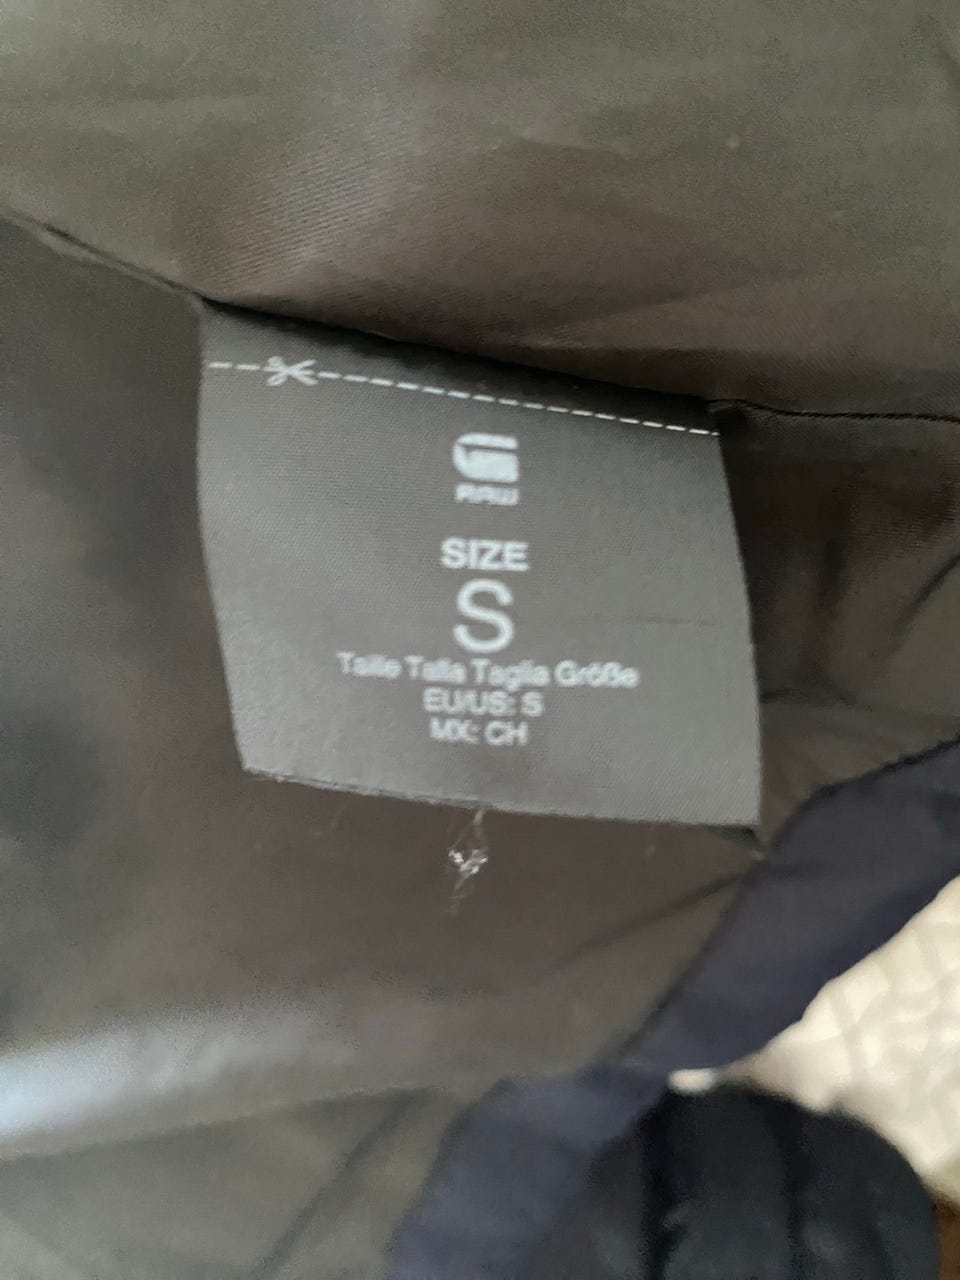 RAW
SIZE
S
Taille Talla Taglia Größe
EU/US: S
MX: CH